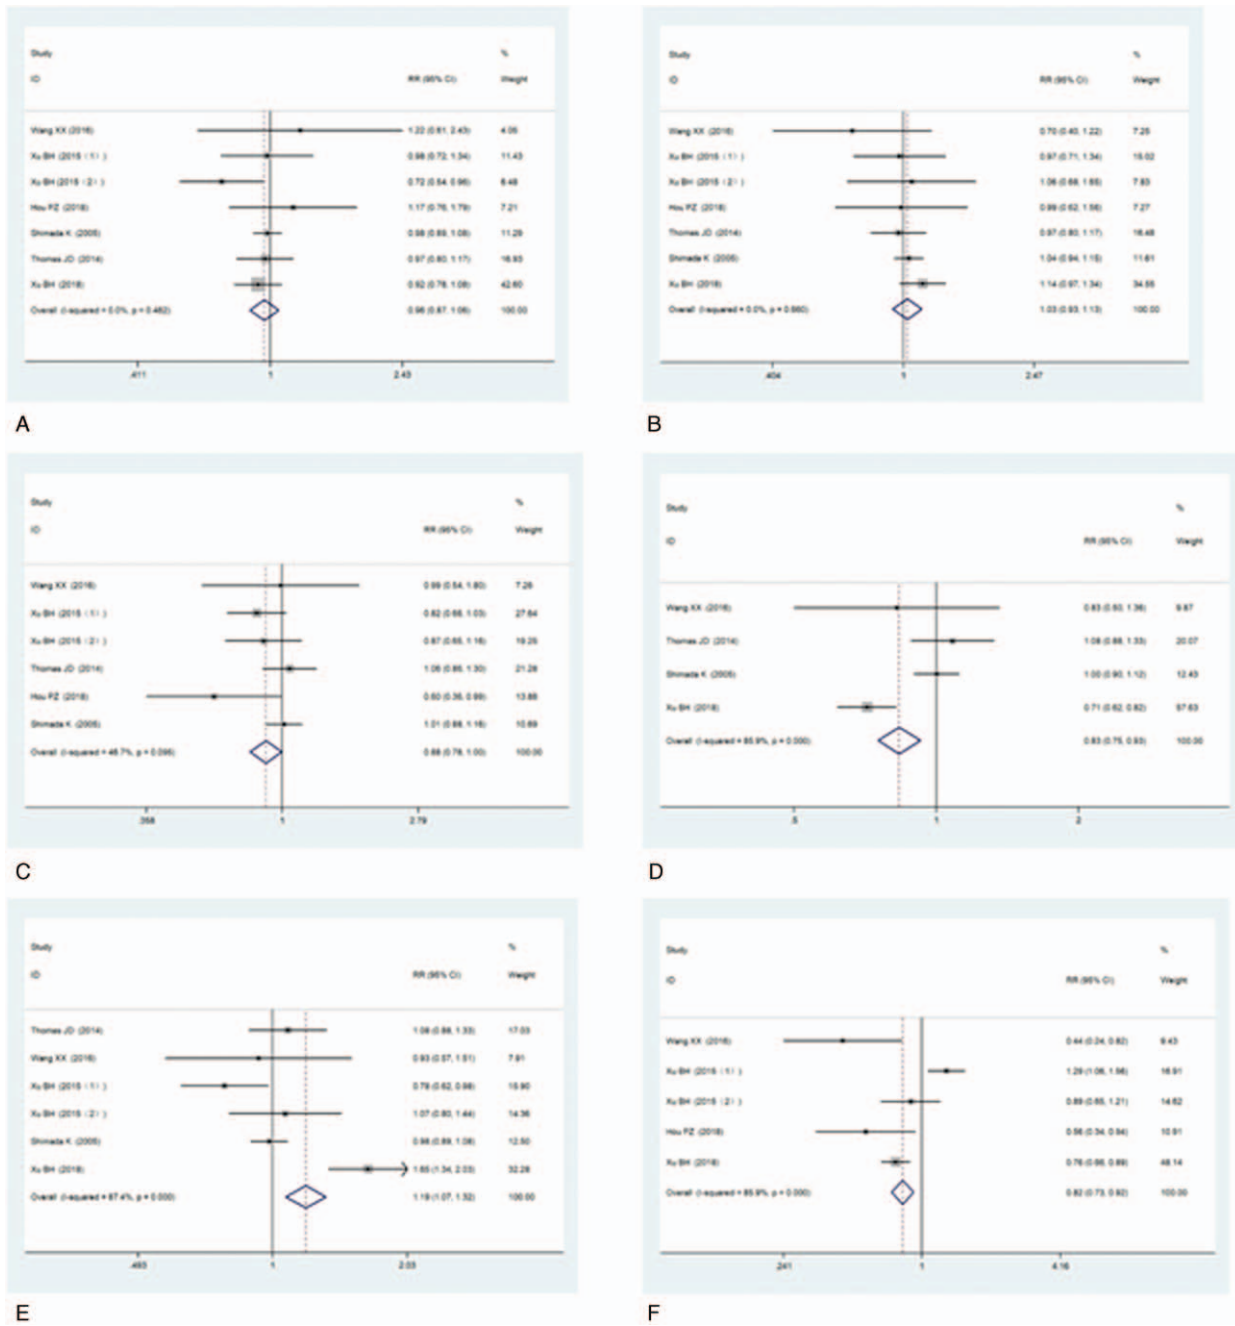 Study %
ID RR (95% CI) Weight
Wang XX (2016) 1.22 (0.61, 2.43) 4.05
Xu BH (2015 (1) ) 0.98 (0.72, 1.34) 11.43
Xu BH (2015 (2) ) 0.72 (0.54, 0.96) 6.48
Hou PZ (2018) 1.17 (0.76, 1.79) 7.21
Shimada K (2005) 0.98 (0.89, 1.08) 11.29
Thomas JD (2014) 0.97 (0.80, 1.17) 16.93
Xu BH (2018) 0.92 (0.78, 1.08) 42.60
Overall (I-squared = 0.0%, p = 0.462) 0.96 (0.87, 1.06) 100.00
.411 1 2.43
A
Study %
ID RR (95% CI) Weight
Wang XX (2016) 0.70 (0.40, 1.22) 7.25
Xu BH (2015 (1) ) 0.97 (0.71, 1.34) 15.02
Xu BH (2015 (2) ) 1.06 (0.68, 1.65) 7.83
Hou PZ (2018) 0.99 (0.62, 1.56) 7.27
Thomas JD (2014) 0.97 (0.80, 1.17) 16.48
Shimada K (2005) 1.04 (0.94, 1.15) 11.61
Xu BH (2018) 1.14 (0.97, 1.34) 34.55
Overall (I-squared = 0.0%, p = 0.660) 1.03 (0.93, 1.13) 100.00
.404 1 2.47
B
Study %
ID RR (95% CI) Weight
Wang XX (2016) 0.99 (0.54, 1.80) 7.26
Xu BH (2015 (1) ) 0.82 (0.66, 1.03) 27.64
Xu BH (2015 (2) ) 0.87 (0.65, 1.16) 19.25
Thomas JD (2014) 1.06 (0.86, 1.30) 21.28
Hou PZ (2018) 0.60 (0.36, 0.99) 13.88
Shimada K (2005) 1.01 (0.88, 1.16) 10.69
Overall (I-squared = 46.7%, p = 0.095) 0.88 (0.78, 1.00) 100.00
.358 1 2.79
C
Study %
ID RR (95% CI) Weight
Wang XX (2016) 0.83 (0.50, 1.36) 9.87
Thomas JD (2014) 1.08 (0.88, 1.33) 20.07
Shimada K (2005) 1.00 (0.90, 1.12) 12.43
Xu BH (2018) 0.71 (0.62, 0.82) 57.63
Overall (I-squared = 85.9%, p = 0.000) 0.83 (0.75, 0.93) 100.00
.5 1 2
D
Study %
ID RR (95% CI) Weight
Thomas JD (2014) 1.08 (0.88, 1.33) 17.03
Wang XX (2016) 0.93 (0.57, 1.51) 7.91
Xu BH (2015 (1) ) 0.78 (0.62, 0.98) 15.90
Xu BH (2015 (2) ) 1.07 (0.80, 1.44) 14.36
Shimada K (2005) 0.98 (0.89, 1.08) 12.50
Xu BH (2018) 1.65 (1.34, 2.03) 32.28
Overall (I-squared = 87.4%, p = 0.000) 1.19 (1.07, 1.32) 100.00
.493 1 2.03
E
Study %
ID RR (95% CI) Weight
Wang XX (2016) 0.44 (0.24, 0.82) 9.43
Xu BH (2015 (1) ) 1.29 (1.06, 1.56) 16.91
Xu BH (2015 (2) ) 0.89 (0.65, 1.21) 14.62
Hou PZ (2018) 0.56 (0.34, 0.94) 10.91
Xu BH (2018) 0.76 (0.66, 0.89) 48.14
Overall (I-squared = 85.9%, p = 0.000) 0.82 (0.73, 0.92) 100.00
.241 1 4.16
F